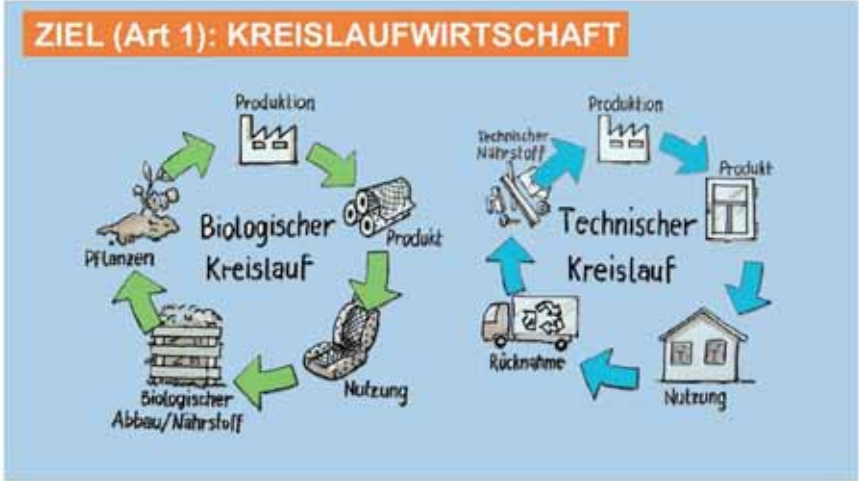 ZIEL (Art 1): KREISLAUFWIRTSCHAFT
Produktion
Produkt
Nutzung
Biologischer
Abbau/Nährstoff
Pflanzen
Biologischer
Kreislauf
Produktion
Produkt
Nutzung
Rücknahme
Technischer
Nährstoff
Technischer
Kreislauf